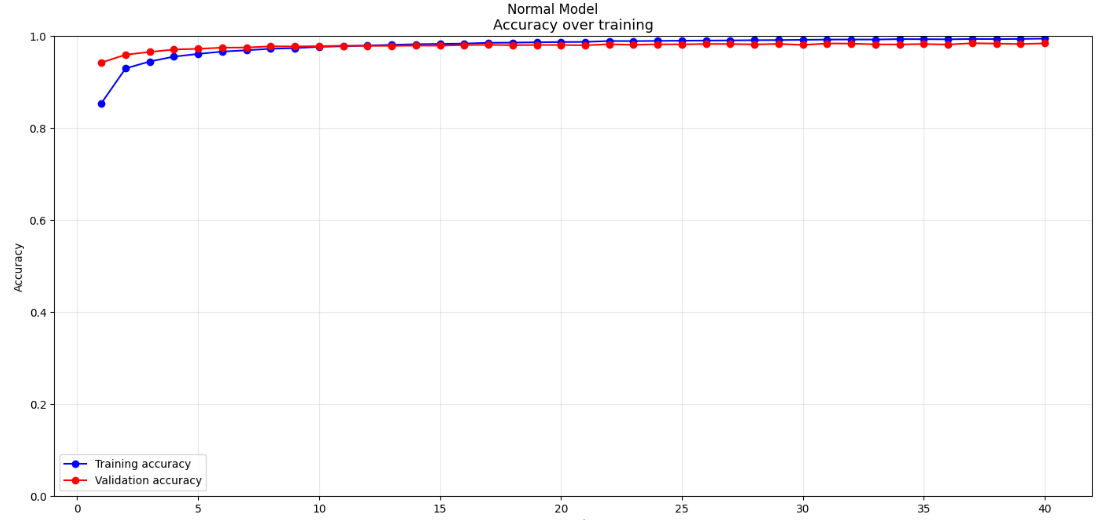 Normal Model
Accuracy over training
1.0
0.8
0.6
0.4
0.2
0.0
Accuracy
Training accuracy
Validation accuracy
0 5 10 15 20 25 30 35 40